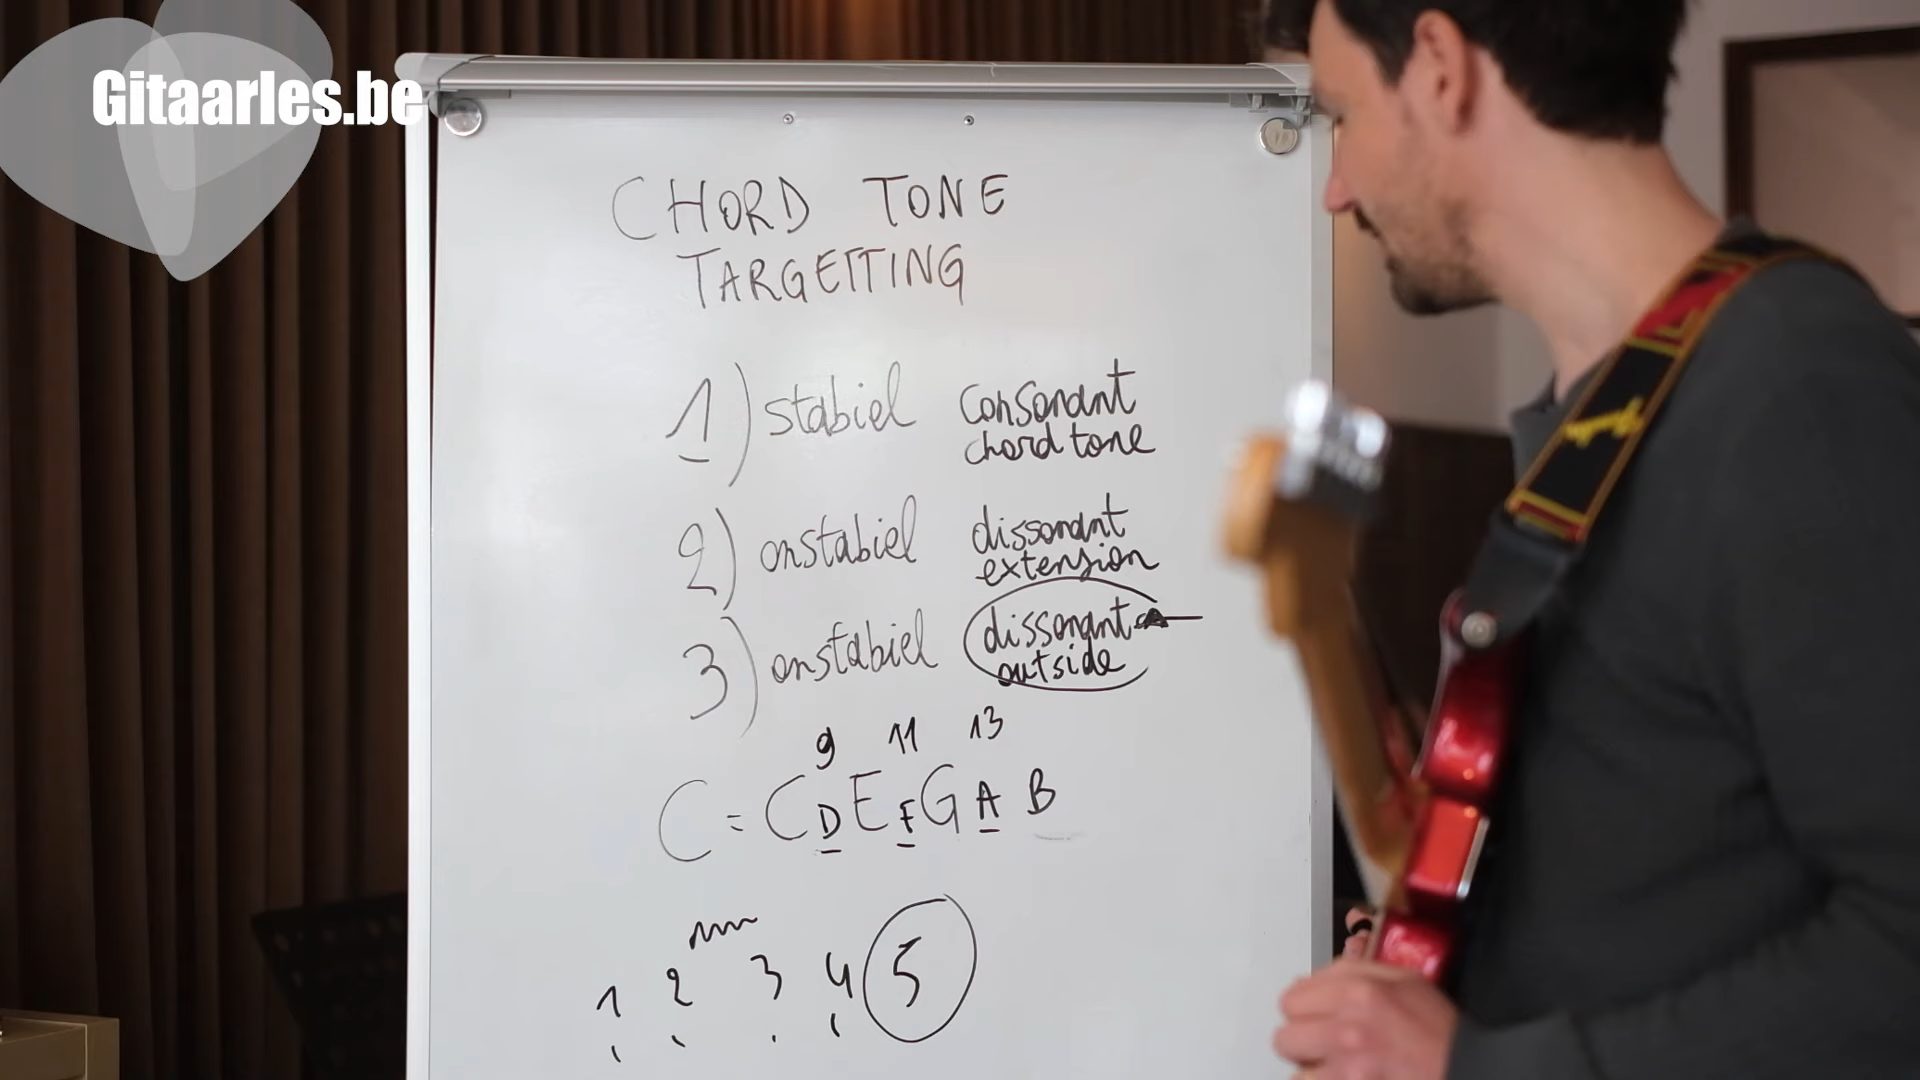 Gitaarles.be
CHORD TONE
TARGETTING
1) stabiel consonant
chord tone
2) onstabiel dissonant
extension
3) onstabiel dissonant
outside
9 11 13
C = C D E F G A B
1 2 3 4 5